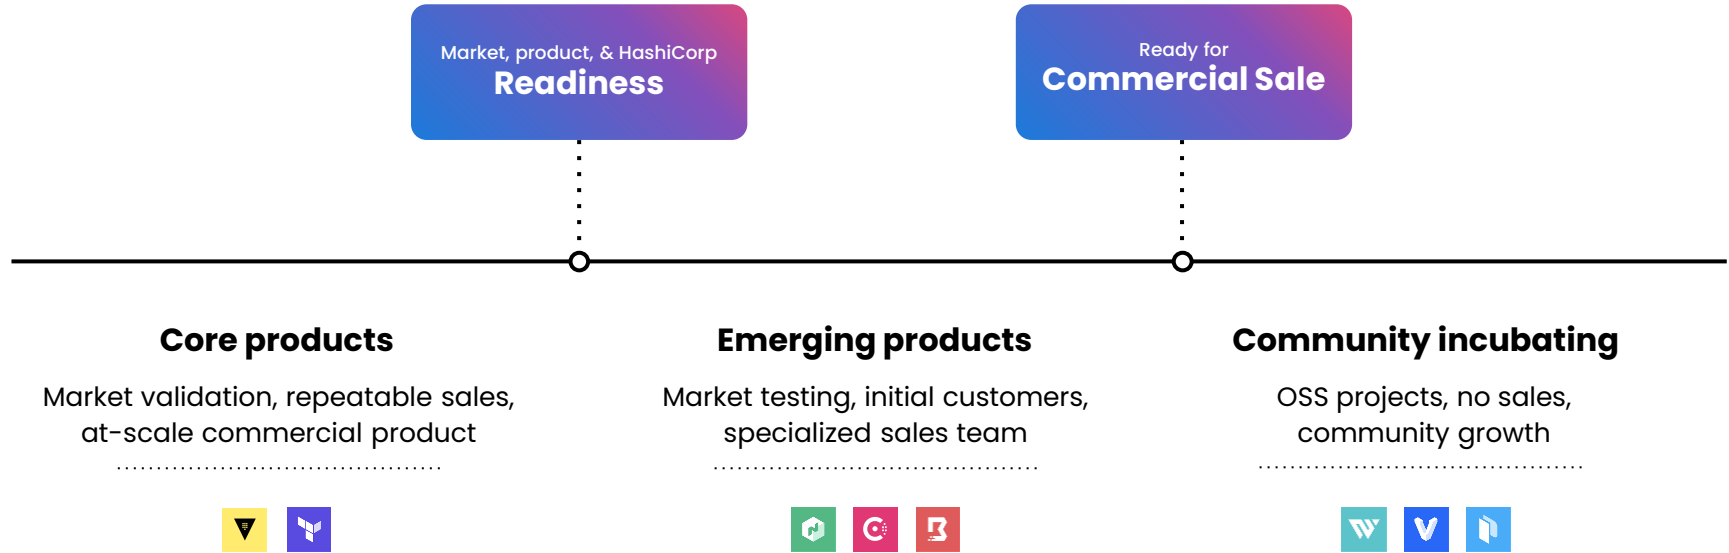 Market, product, & HashiCorp
Readiness
Ready for
Commercial Sale
Core products
Market validation, repeatable sales,
at-scale commercial product
Emerging products
Market testing, initial customers,
specialized sales team
Community incubating
OSS projects, no sales,
community growth